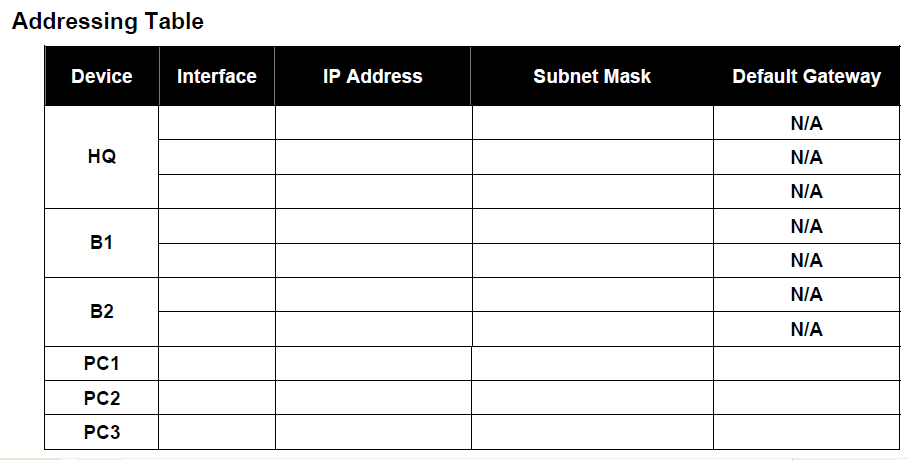 Addressing Table
Device Interface IP Address Subnet Mask Default Gateway
HQ
N/A
N/A
N/A
B1
N/A
N/A
B2
N/A
N/A
PC1
PC2
PC3